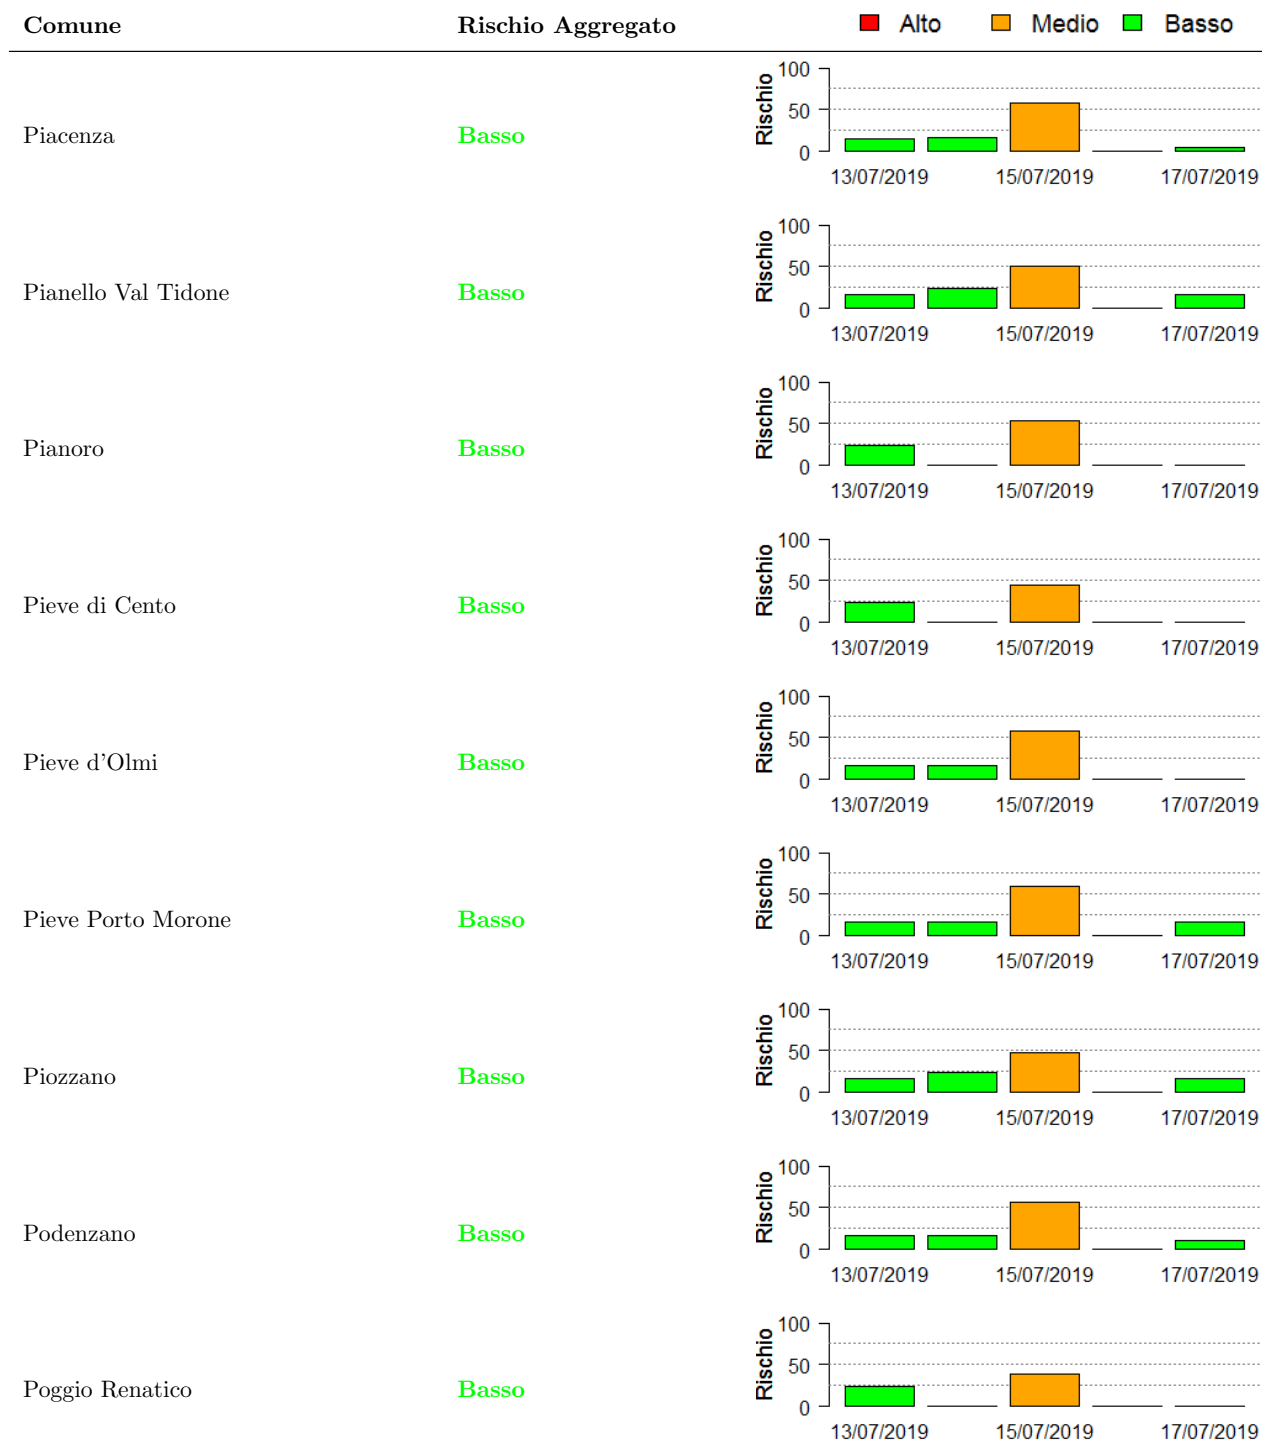 Comune Rischio Aggregato Alto Medio Basso
100
50
0
Rischio
Piacenza Basso
13/07/2019 15/07/2019 17/07/2019
100
50
0
Rischio
Pianello Val Tidone Basso
13/07/2019 15/07/2019 17/07/2019
100
50
0
Rischio
Pianoro Basso
13/07/2019 15/07/2019 17/07/2019
100
50
0
Rischio
Pieve di Cento Basso
13/07/2019 15/07/2019 17/07/2019
100
50
0
Rischio
Pieve d'Olmi Basso
13/07/2019 15/07/2019 17/07/2019
100
50
0
Rischio
Pieve Porto Morone Basso
13/07/2019 15/07/2019 17/07/2019
100
50
0
Rischio
Piozzano Basso
13/07/2019 15/07/2019 17/07/2019
100
50
0
Rischio
Podenzano Basso
13/07/2019 15/07/2019 17/07/2019
100
50
0
Rischio
Poggio Renatico Basso
13/07/2019 15/07/2019 17/07/2019